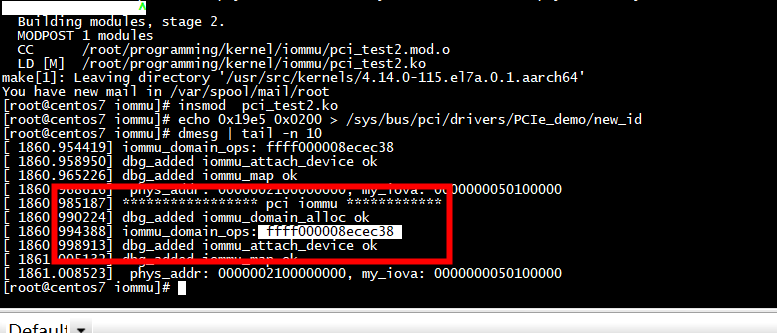 Building modules, stage 2.
MODPOST 1 modules
CC      /root/programming/kernel/iommu/pci_test2.mod.o
LD [M]  /root/programming/kernel/iommu/pci_test2.ko
make[1]: Leaving directory '/usr/src/kernels/4.14.0-115.el7a.0.1.aarch64'
You have new mail in /var/spool/mail/root
[root@centos7 iommu]# insmod  pci_test2.ko
[root@centos7 iommu]# echo 0x19e5 0x0200 > /sys/bus/pci/drivers/PCIe_demo/new_id
[root@centos7 iommu]# dmesg | tail -n 10
[ 1860.954419] iommu_domain_ops: ffff000008ecec38
[ 1860.958950] dbg_added iommu_attach_device ok
[ 1860.965226] dbg_added iommu_map ok
[ 1860.968616]  phys_addr: 0000002100000000, my_iova: 0000000050100000
[ 1860.985187] ***************** pci iommu ************
[ 1860.990224] dbg_added iommu_domain_alloc ok
[ 1860.994388] iommu_domain_ops: ffff000008ecec38
[ 1860.998913] dbg_added iommu_attach_device ok
[ 1861.005132] dbg_added iommu_map ok
[ 1861.008523]  phys_addr: 0000002100000000, my_iova: 0000000050100000
[root@centos7 iommu]#
Default